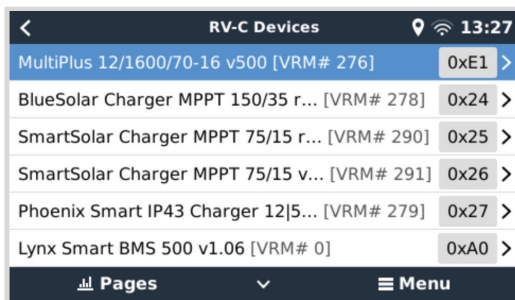 RV-C Devices 13:27
MultiPlus 12/1600/70-16 v500 [VRM# 276] 0xE1
BlueSolar Charger MPPT 150/35 r... [VRM# 278] 0x24
SmartSolar Charger MPPT 75/15 r... [VRM# 290] 0x25
SmartSolar Charger MPPT 75/15 v... [VRM# 291] 0x26
Phoenix Smart IP43 Charger 12|5... [VRM# 279] 0x27
Lynx Smart BMS 500 v1.06 [VRM# 0] 0xA0
Pages Menu